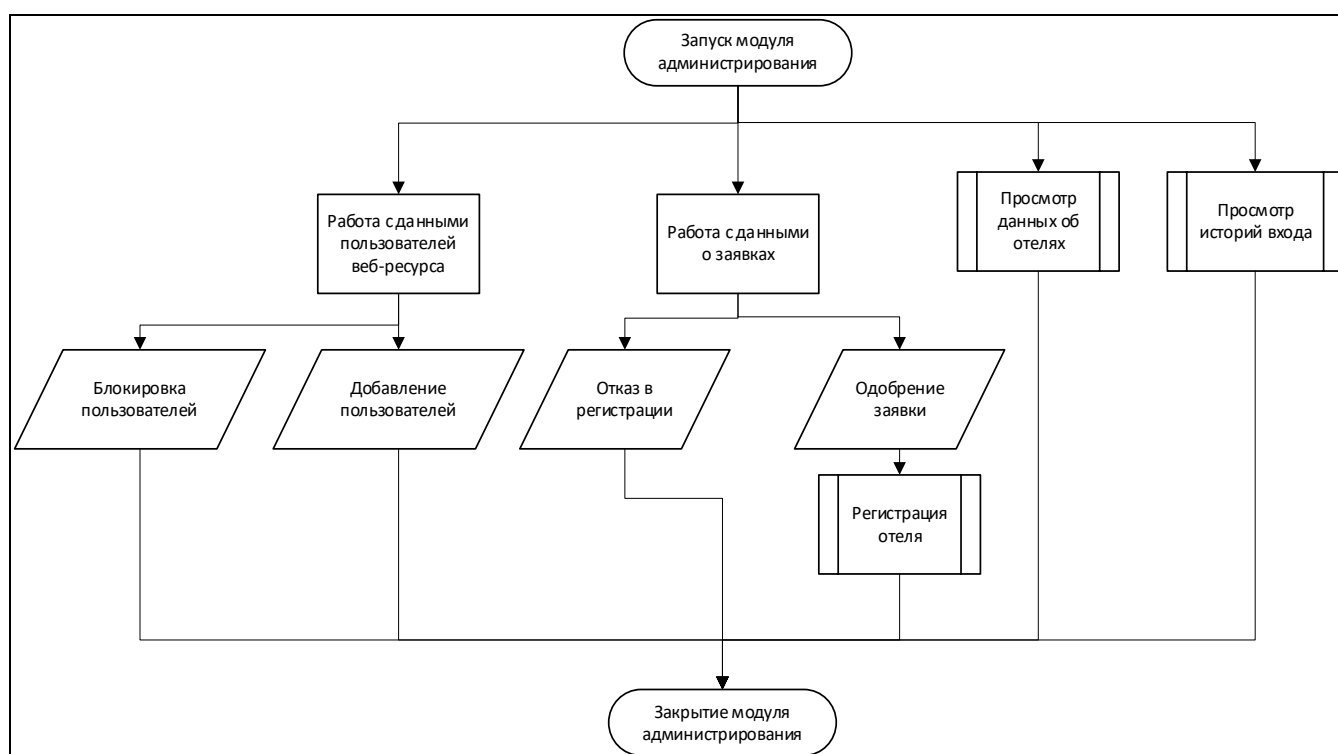 Запуск модуля
администрирования
Работа с данными
пользователей
веб-ресурса
Работа с данными
о заявках
Просмотр
данных об
отелях
Просмотр
историй входа
Блокировка
пользователей
Добавление
пользователей
Отказ в
регистрации
Одобрение
заявки
Регистрация
отеля
Закрытие модуля
администрирования